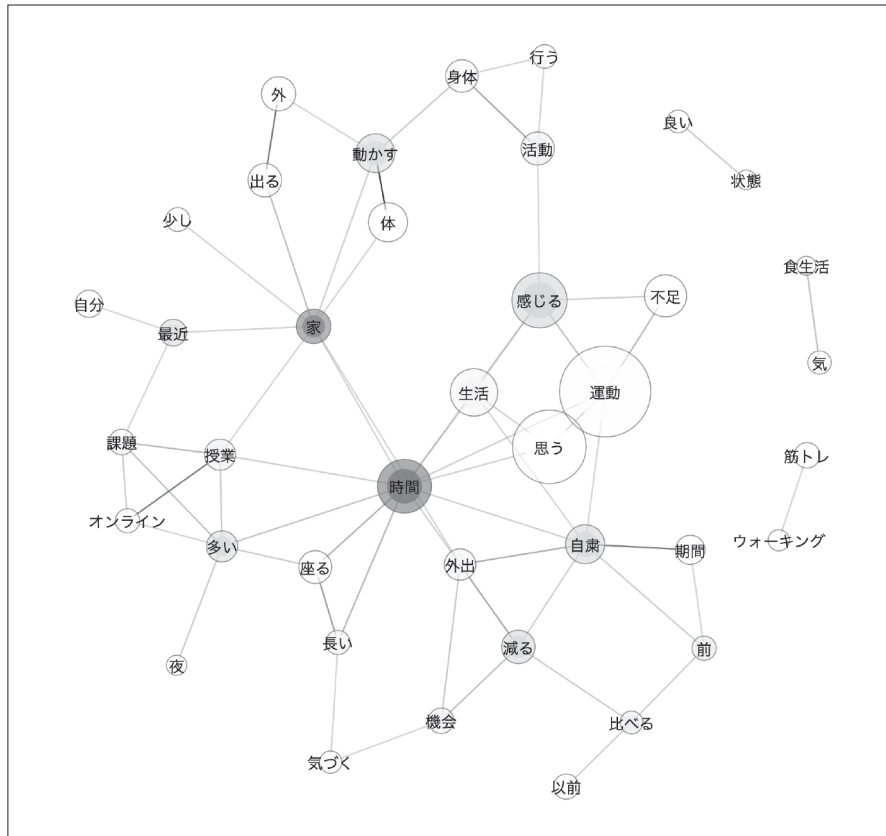 行う
身体
外
良い
活動
動かす
出る
状態
少し
体
食生活
不足
感じる
自分
家
最近
気
生活
運動
課題
思う
授業
筋トレ
時間
オンライン
ウォーキング
多い
自粛
期間
座る
外出
長い
減る
前
夜
機会
比べる
気づく
以前